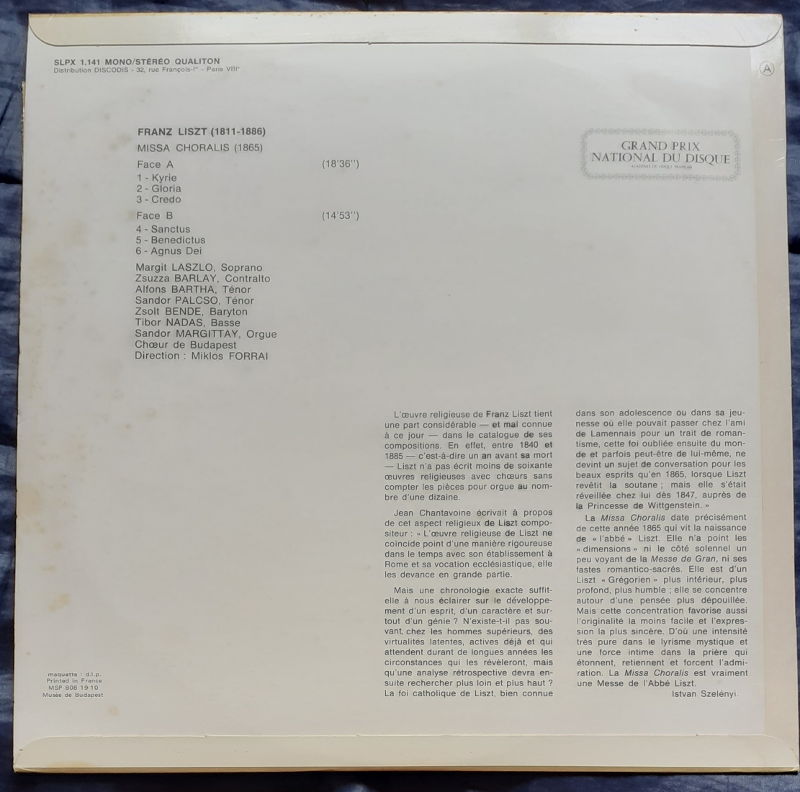 SLPX 1.141 MONO/STÉRÉO QUALITON
Distribution DISCODIS - 32, rue François-Iᵉʳ - Paris VIIIᵉ
A
FRANZ LISZT (1811-1886)
MISSA CHORALIS (1865)
Face A (18'36'')
1 - Kyrie
2 - Gloria
3 - Credo
Face B (14'53'')
4 - Sanctus
5 - Benedictus
6 - Agnus Dei
Margit LASZLO, Soprano
Zsuzza BARLAY, Contralto
Alfons BARTHA, Ténor
Sandor PALCSO, Ténor
Zsolt BENDE, Baryton
Tibor NADAS, Basse
Sandor MARGITTAY, Orgue
Chœur de Budapest
Direction : Miklos FORRAI
GRAND PRIX
NATIONAL DU DISQUE
L'œuvre religieuse de Franz Liszt tient
une part considérable — et mal connue
à ce jour — dans le catalogue de ses
compositions. En effet, entre 1840 et
1885 — c'est-à-dire un an avant sa mort
— Liszt n'a pas écrit moins de soixante
œuvres religieuses avec chœurs sans
compter les pièces pour orgue au nom-
bre d'une dizaine.
Jean Chantavoine écrivait à propos
de cet aspect religieux de Liszt compo-
siteur : « L'œuvre religieuse de Liszt ne
coïncide point d'une manière rigoureuse
dans le temps avec son établissement à
Rome et sa vocation ecclésiastique, elle
les devance en grande partie.
Mais une chronologie exacte suffit-
elle à nous éclairer sur le développe-
ment d'un esprit, d'un caractère et sur-
tout d'un génie ? N'existe-t-il pas sou-
vant, chez les hommes supérieurs, des
virtualités latentes, actives déjà et qui
attendent durant de longues années les
circonstances qui les révèleront, mais
qu'une analyse rétrospective devra en-
suite rechercher plus loin et plus haut ?
La foi catholique de Liszt, bien connue
dans son adolescence ou dans sa jeu-
nesse où elle pouvait passer chez l'ami
de Lamennais pour un trait de roman-
tisme, cette foi oubliée ensuite du mon-
de et parfois peut-être de lui-même, ne
devint un sujet de conversation pour les
beaux esprits qu'en 1865, lorsque Liszt
revêtit la soutane ; mais elle s'était
réveillée chez lui dès 1847, auprès de
la Princesse de Wittgenstein. »
La Missa Choralis date précisément
de cette année 1865 qui vit la naissance
de « l'abbé » Liszt. Elle n'a point les
« dimensions » ni le côté solennel un
peu voyant de la Messe de Gran, ni ses
fastes romantico-sacrés. Elle est d'un
Liszt « Grégorien » plus intérieur, plus
profond, plus humble ; elle se concentre
autour d'une pensée plus dépouillée.
Mais cette concentration favorise aussi
l'originalité la moins facile et l'expres-
sion la plus sincère. D'où une intensité
très pure dans le lyrisme mystique et
une force intime dans la prière qui
étonnent, retiennent et forcent l'admi-
ration. La Missa Choralis est vraiment
une Messe de l'Abbé Liszt.
Istvan Szelényi.
maquette : d.l.p.
Printed in France
MSP 806 19·10
Musée de Budapest